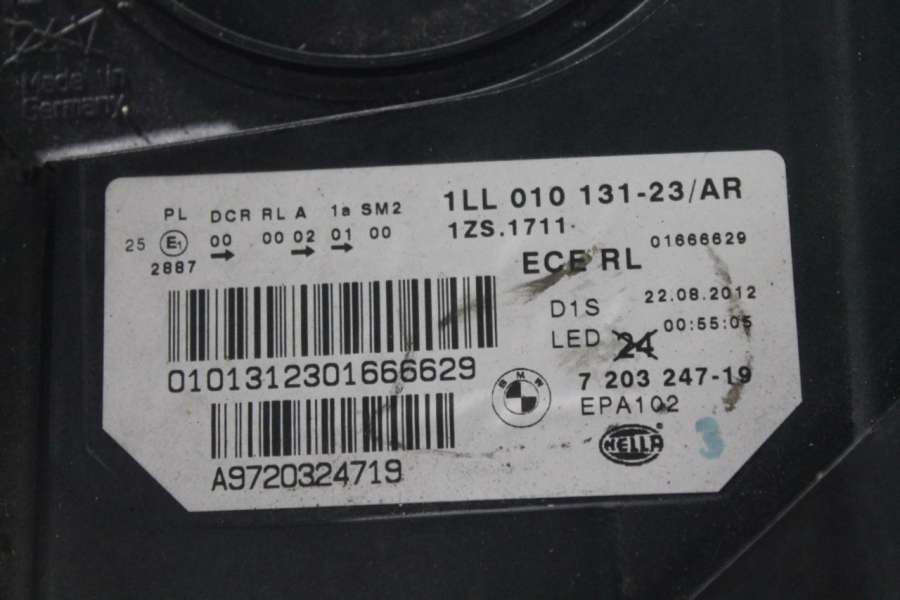 Made in
Germany
PL DCR RL A 1a SM2
25 E1 00 00 02 01 00
2887
1LL 010 131-23/AR
1ZS.1711
01666629
ECE RL
D1S 22.08.2012
LED 24 00:55:05
0101312301666629
BMW
7 203 247-19
EPA102
HELLA
3
A9720324719